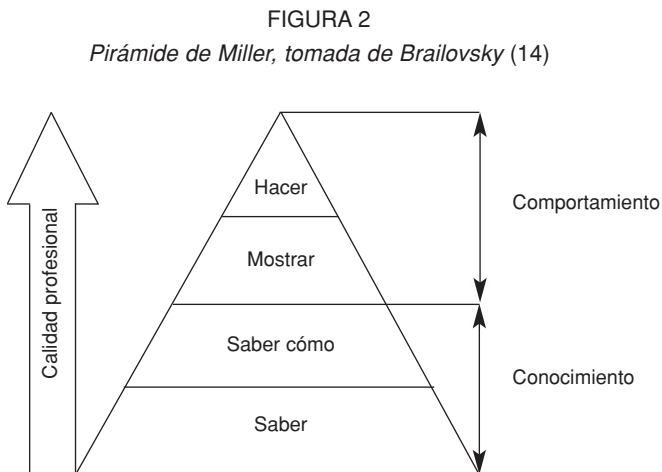 FIGURA 2
Pirámide de Miller, tomada de Brailovsky (14)
Hacer
Comportamiento
Calidad profesional
Mostrar
Saber cómo
Conocimiento
Saber